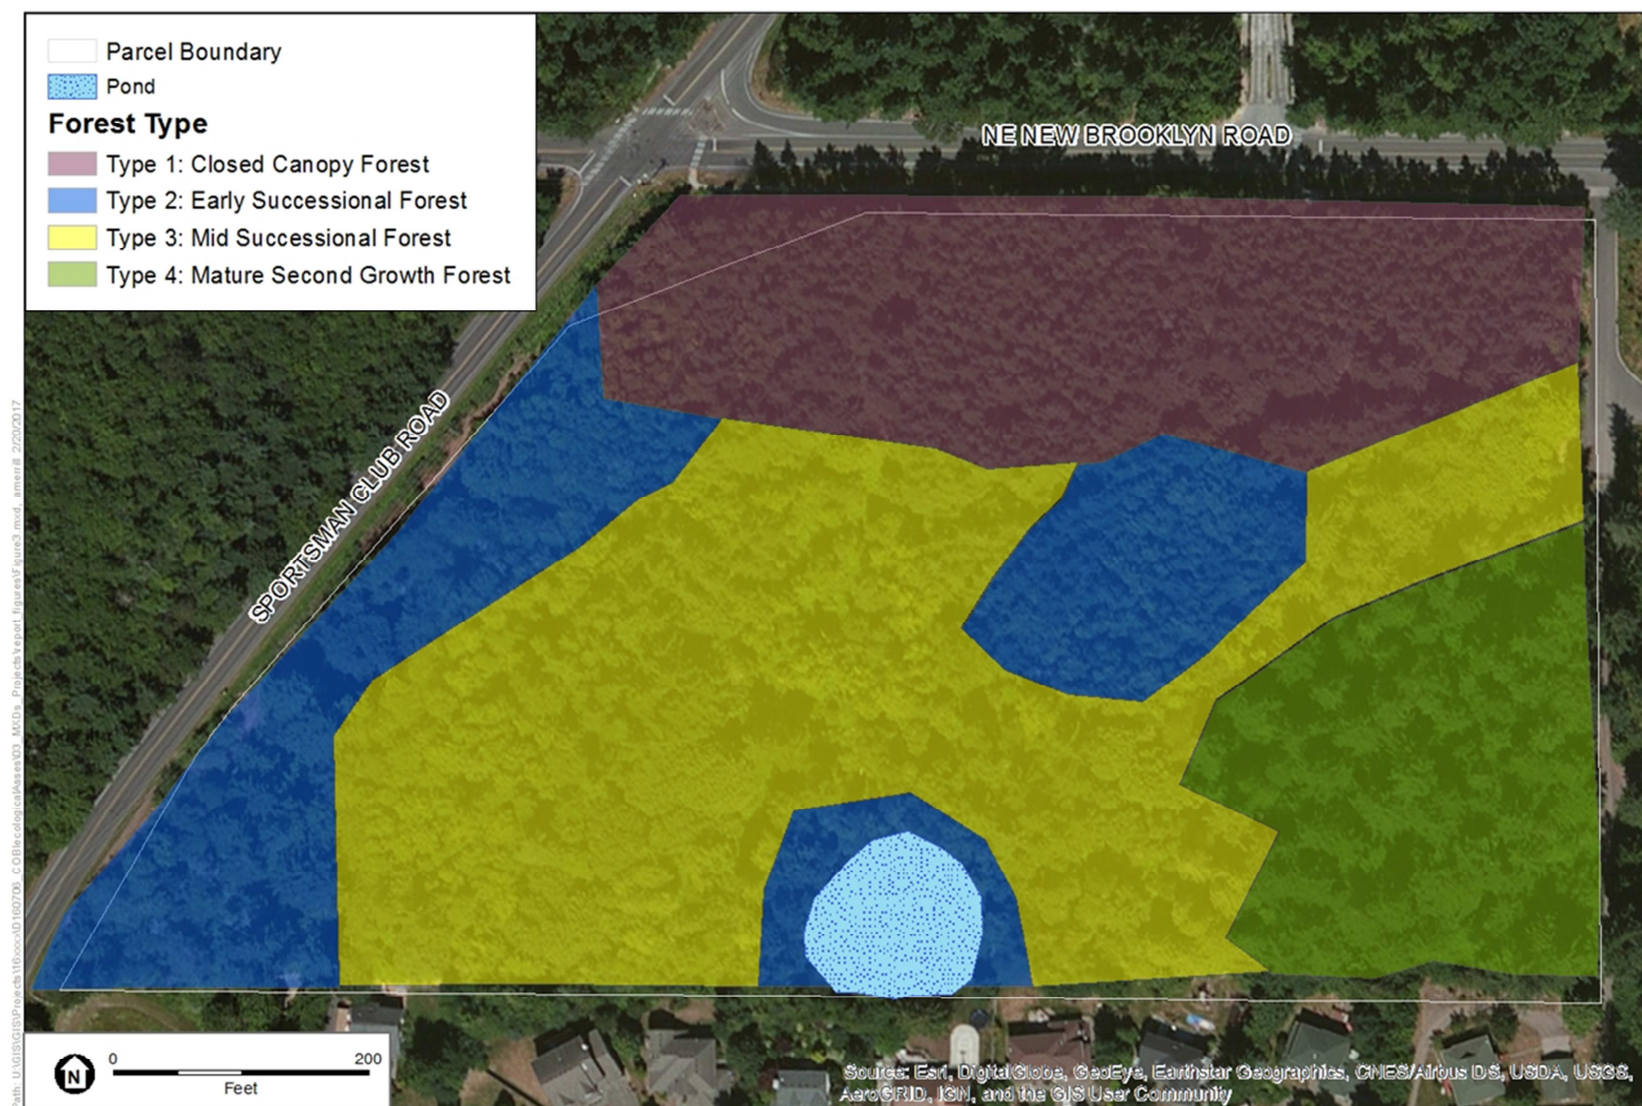 Parcel Boundary
Pond
Forest Type
Type 1: Closed Canopy Forest
Type 2: Early Successional Forest
Type 3: Mid Successional Forest
Type 4: Mature Second Growth Forest
NE NEW BROOKLYN ROAD
SPORTSMAN CLUB ROAD
N
0 200
Feet
Source: Esri, DigitalGlobe, GeoEye, Earthstar Geographics, CNES/Airbus DS, USDA, USGS,
AeroGRID, IGN, and the GIS User Community